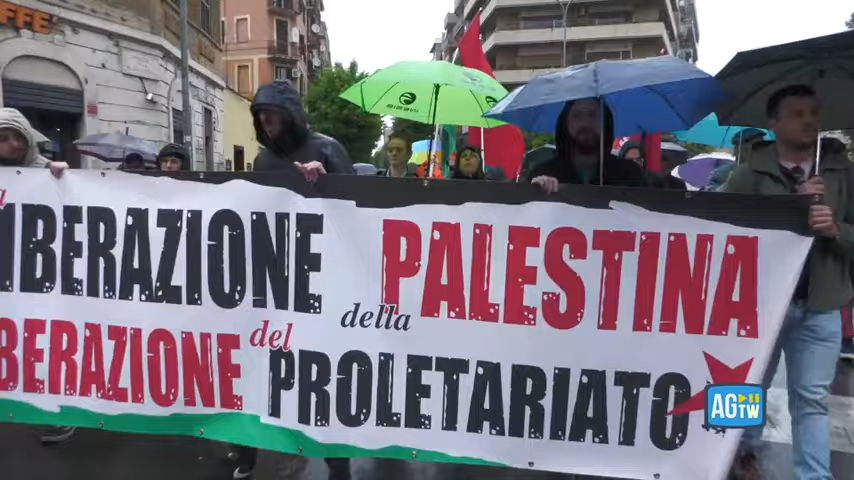 FFE'
IBERAZIONE della PALESTINA
BERAZIONE del PROLETARIATO
AGTW